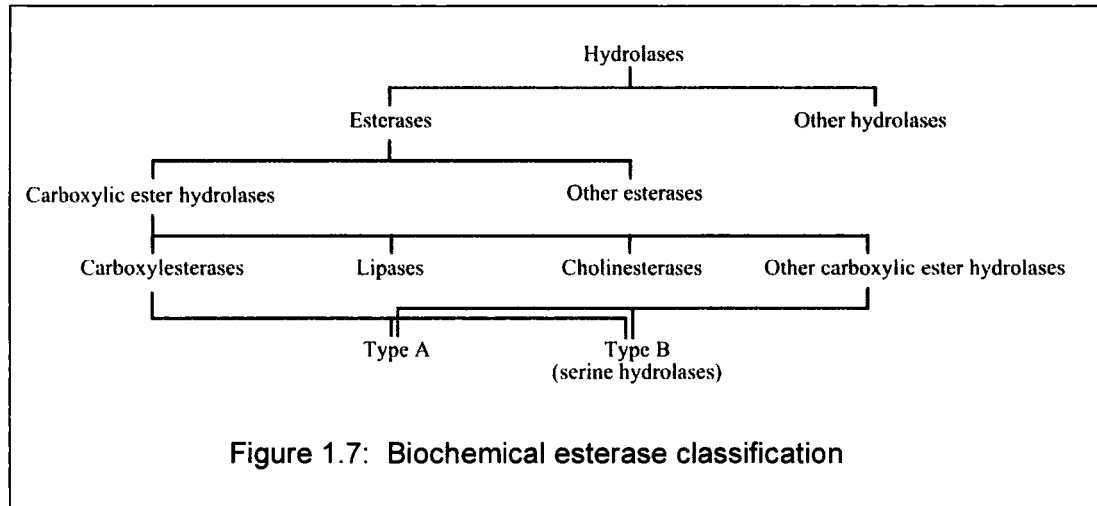 Hydrolases
Esterases Other hydrolases
Carboxylic ester hydrolases Other esterases
Carboxylesterases Lipases Cholinesterases Other carboxylic ester hydrolases
Type A Type B
(serine hydrolases)
Figure 1.7: Biochemical esterase classification